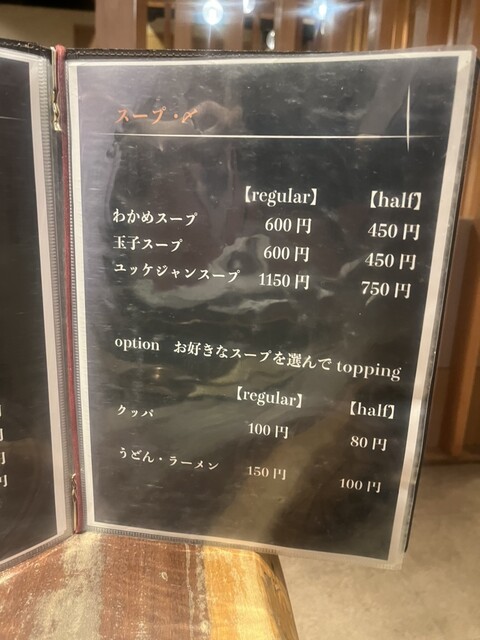 スープ・〆
【regular】 【half】
わかめスープ 600円 450円
玉子スープ 600円 450円
ユッケジャンスープ 1150円 750円
option お好きなスープを選んで topping
【regular】 【half】
クッパ 100円 80円
うどん・ラーメン 150円 100円